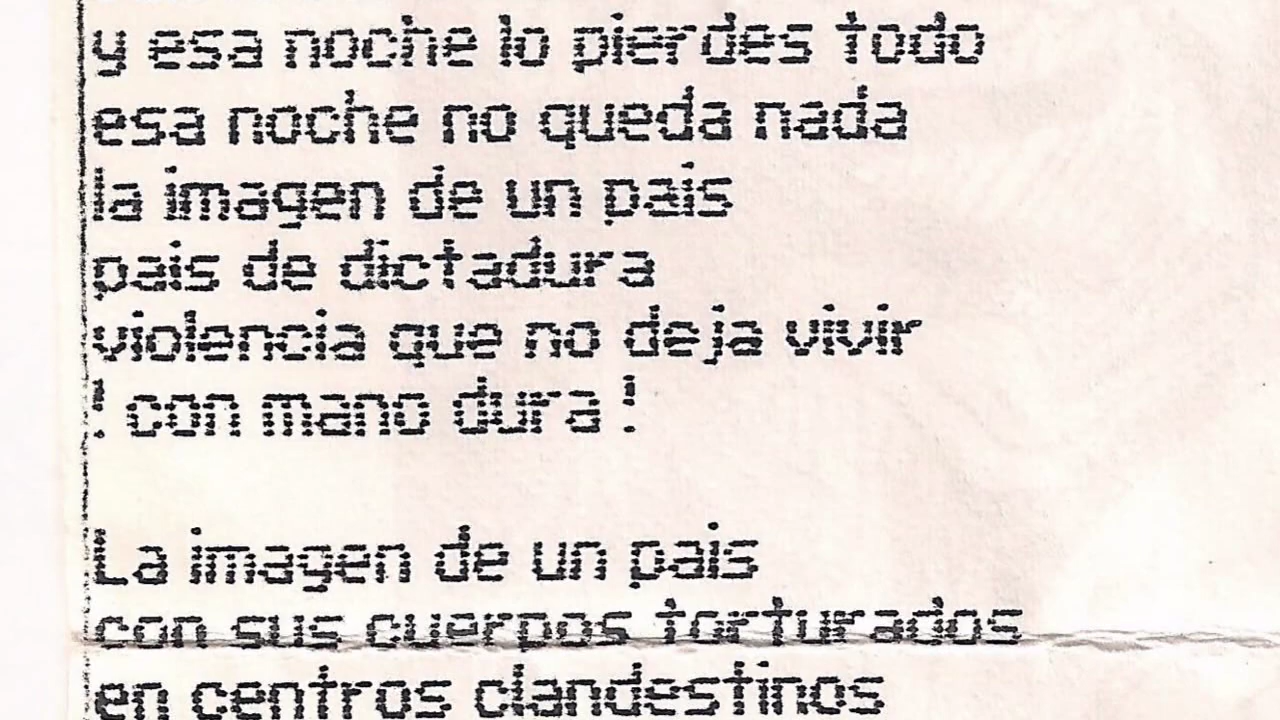 y esa noche lo pierdes todo
esa noche no queda nada
la imagen de un pais
pais de dictadura
violencia que no deja vivir
¡ con mano dura !
La imagen de un pais
con sus cuerpos torturados
en centros clandestinos